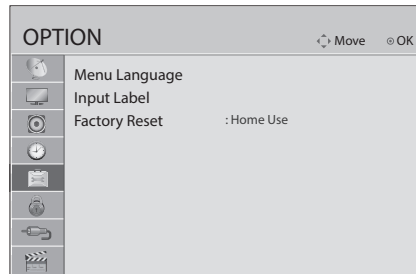 OPTION
Move OK
Menu Language
Input Label
Factory Reset : Home Use